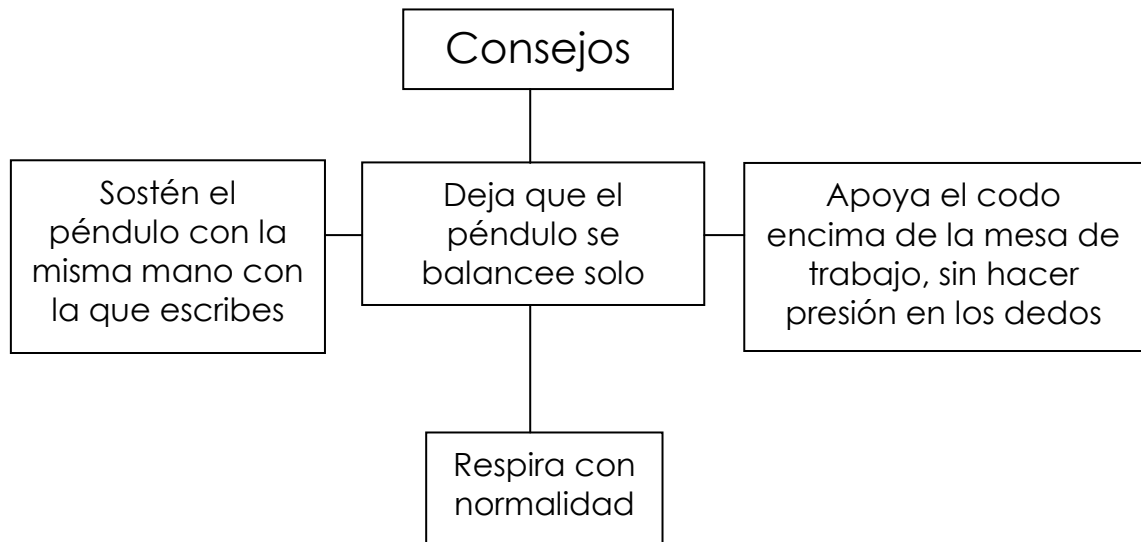 Consejos
Sostén el
péndulo con la
misma mano con
la que escribes
Deja que el
péndulo se
balancee solo
Apoya el codo
encima de la mesa de
trabajo, sin hacer
presión en los dedos
Respira con
normalidad